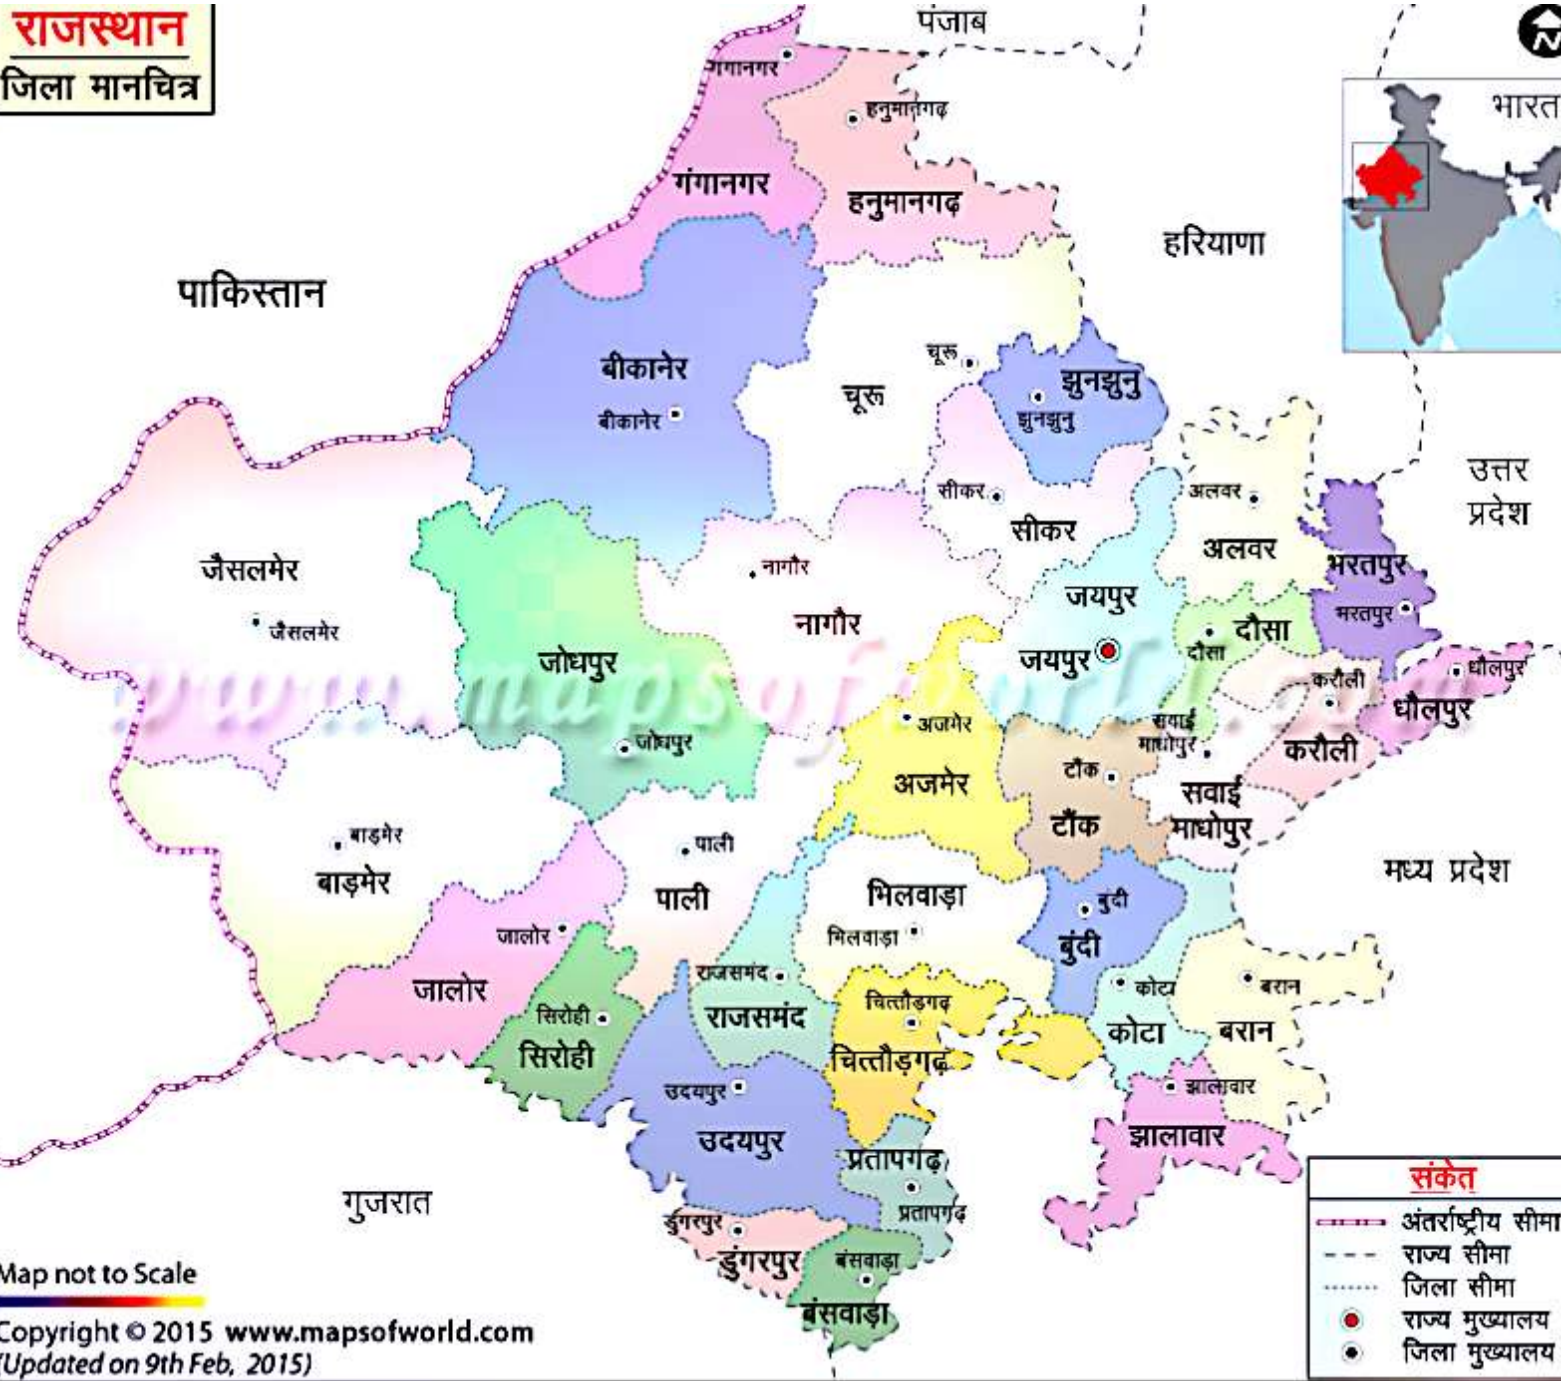 राजस्थान
जिला मानचित्र
पंजाब
N
भारत
गंगानगर
हनुमानगढ़
गंगानगर
हनुमानगढ़
हरियाणा
पाकिस्तान
बीकानेर
बीकानेर
चूरू
चूरू
झुनझुनु
झुनझुनु
उत्तर
प्रदेश
सीकर
सीकर
अलवर
अलवर
भरतपुर
भरतपुर
जैसलमेर
जैसलमेर
नागौर
नागौर
जयपुर
जयपुर
दौसा
दौसा
जोधपुर
जोधपुर
www.mapsofworld.com
करौली
करौली
धौलपुर
धौलपुर
अजमेर
अजमेर
सवाई
माधोपुर
सवाई
माधोपुर
टौंक
टौंक
बाड़मेर
बाड़मेर
पाली
पाली
भिलवाड़ा
भिलवाड़ा
बुंदी
बुंदी
मध्य प्रदेश
जालोर
जालोर
सिरोही
सिरोही
राजसमंद
राजसमंद
चित्तौड़गढ़
चित्तौड़गढ़
कोटा
कोटा
बरान
बरान
झालावार
झालावार
उदयपुर
उदयपुर
प्रतापगढ़
प्रतापगढ़
गुजरात
डुंगरपुर
डुंगरपुर
बंसवाड़ा
बंसवाड़ा
संकेत
अंतर्राष्ट्रीय सीमा
राज्य सीमा
जिला सीमा
राज्य मुख्यालय
जिला मुख्यालय
Map not to Scale
Copyright © 2015 www.mapsofworld.com
(Updated on 9th Feb, 2015)